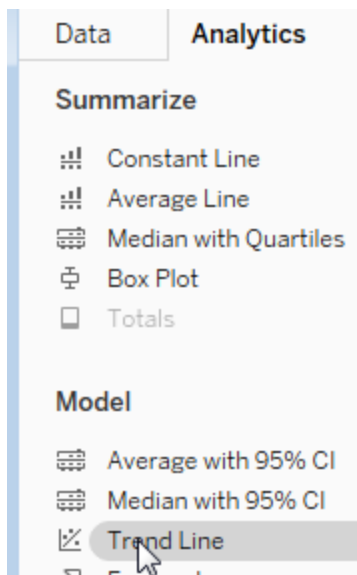 Data Analytics
Summarize
Constant Line
Average Line
Median with Quartiles
Box Plot
Totals
Model
Average with 95% CI
Median with 95% CI
Trend Line